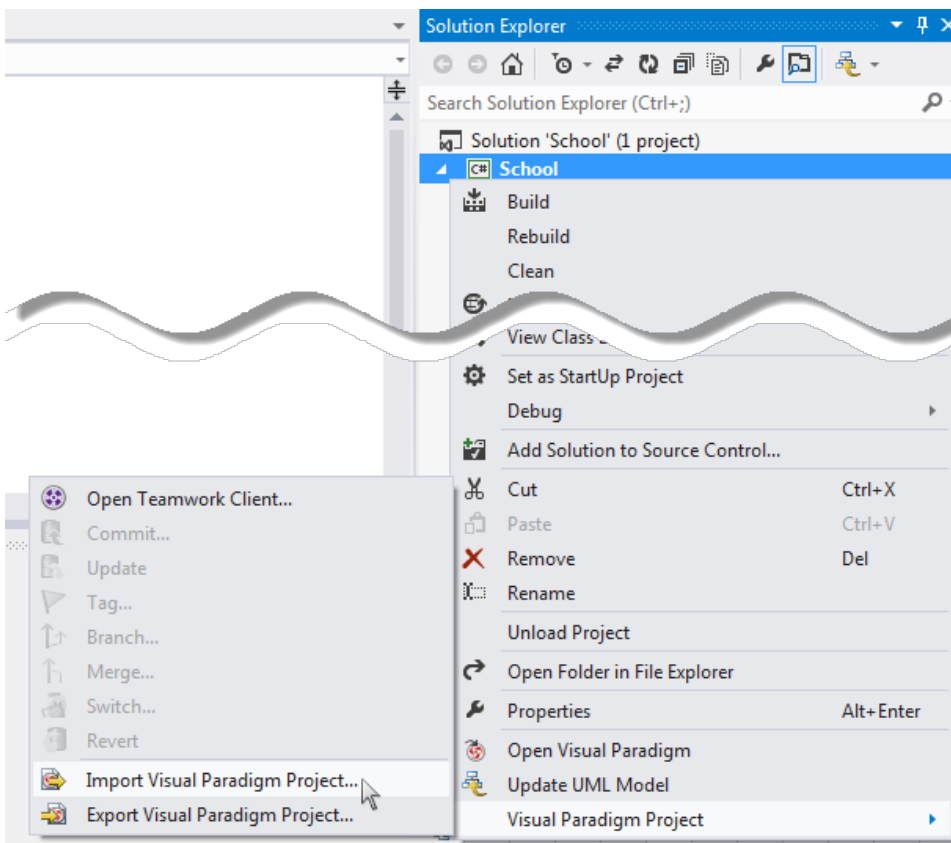 Solution Explorer
Search Solution Explorer (Ctrl+;)
Solution 'School' (1 project)
C# School
Build
Rebuild
Clean
View Class
Set as StartUp Project
Debug
Add Solution to Source Control...
Cut Ctrl+X
Paste Ctrl+V
Remove Del
Rename
Unload Project
Open Folder in File Explorer
Properties Alt+Enter
Open Visual Paradigm
Update UML Model
Visual Paradigm Project
Open Teamwork Client...
Commit...
Update
Tag...
Branch...
Merge...
Switch...
Revert
Import Visual Paradigm Project...
Export Visual Paradigm Project...